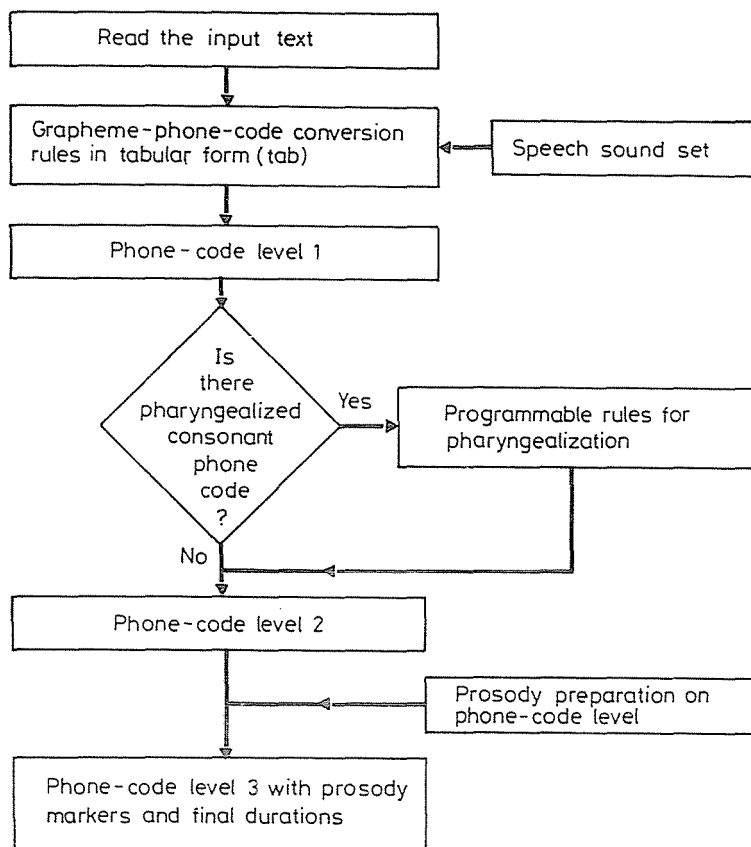 Read the input text
Grapheme-phone-code conversion
rules in tabular form (tab)
Speech sound set
Phone-code level 1
Is
there
pharyngealized
consonant
phone
code
?
Yes
Programmable rules for
pharyngealization
No
Phone-code level 2
Prosody preparation on
phone-code level
Phone-code level 3 with prosody
markers and final durations